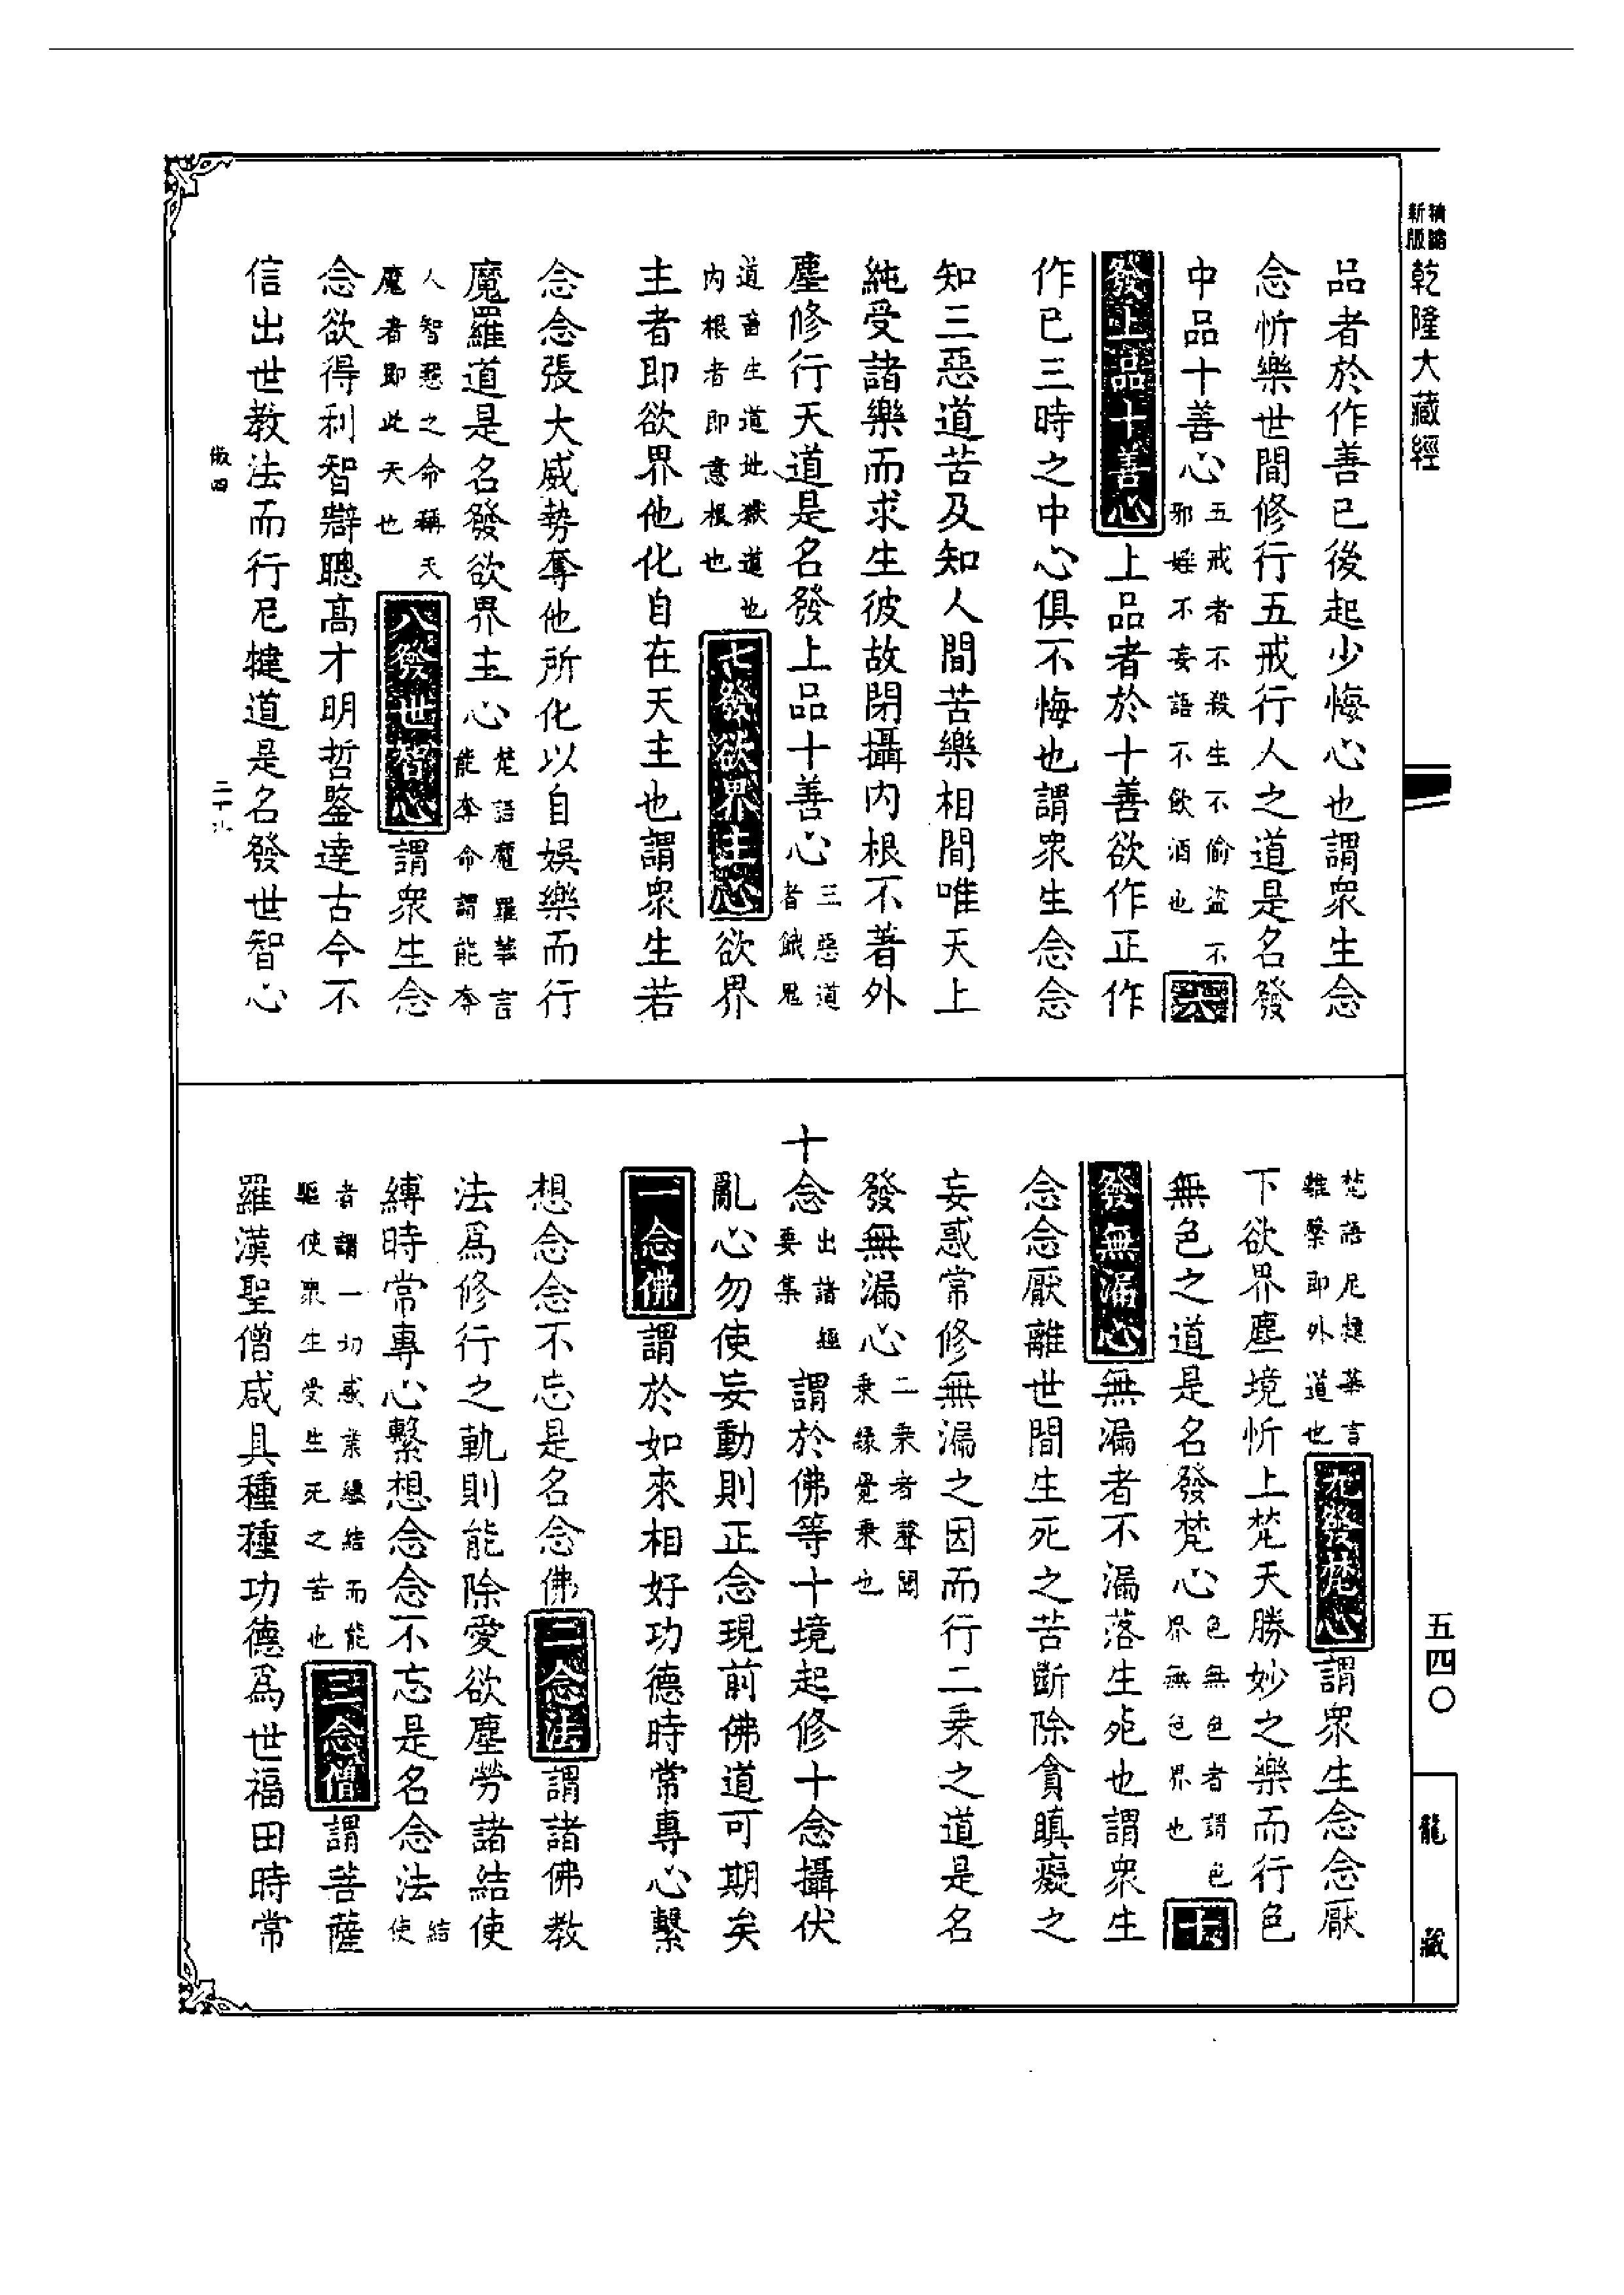 精縮新版
乾隆大藏經
品者於作善已後起少悔心也謂衆生念
念忻樂世間修行五戒行人之道是名發
中品十善心五戒者不殺生不偷盜不邪婬不妄語不飲酒也六
發上品十善心上品者於十善欲作正作
作已三時之中心俱不悔也謂衆生念念
知三惡道苦及知人間苦樂相間唯天上
純受諸樂而求生彼故閉攝內根不著外
塵修行天道是名發上品十善心三惡道者餓鬼
道畜生道地獄道也內根者即意根也七發欲界主心欲界
主者即欲界他化自在天主也謂衆生若
念念張大威勢奪他所化以自娛樂而行
魔羅道是名發欲界主心梵語魔羅華言能奪命謂能奪
人智慧之命稱天魔者即此天也八發世智心謂衆生念
念欲得利智辯聰高才明哲鑒達古今不
信出世教法而行尼犍道是名發世智心
二十九
梵語尼犍華言離繫即外道也九發梵心謂衆生念念厭
下欲界塵境忻上梵天勝妙之樂而行色
無色之道是名發梵心色無色者謂色界無色界也十
發無漏心無漏者不漏落生死也謂衆生
念念厭離世間生死之苦斷除貪瞋癡之
妄惑常修無漏之因而行二乘之道是名
發無漏心二乘者聲聞乘緣覺乘也
十念出諸經要集謂於佛等十境起修十念攝伏
亂心勿使妄動則正念現前佛道可期矣
一念佛謂於如來相好功德時常專心繫
想念念不忘是名念佛二念法謂諸佛教
法爲修行之軌則能除愛欲塵勞諸結使
縛時常專心繫想念念不忘是名念法結使
者謂一切惑業纏結而能驅使衆生受生死之苦也三念僧謂菩薩
羅漢聖僧咸具種種功德爲世福田時常
五四〇
龍藏